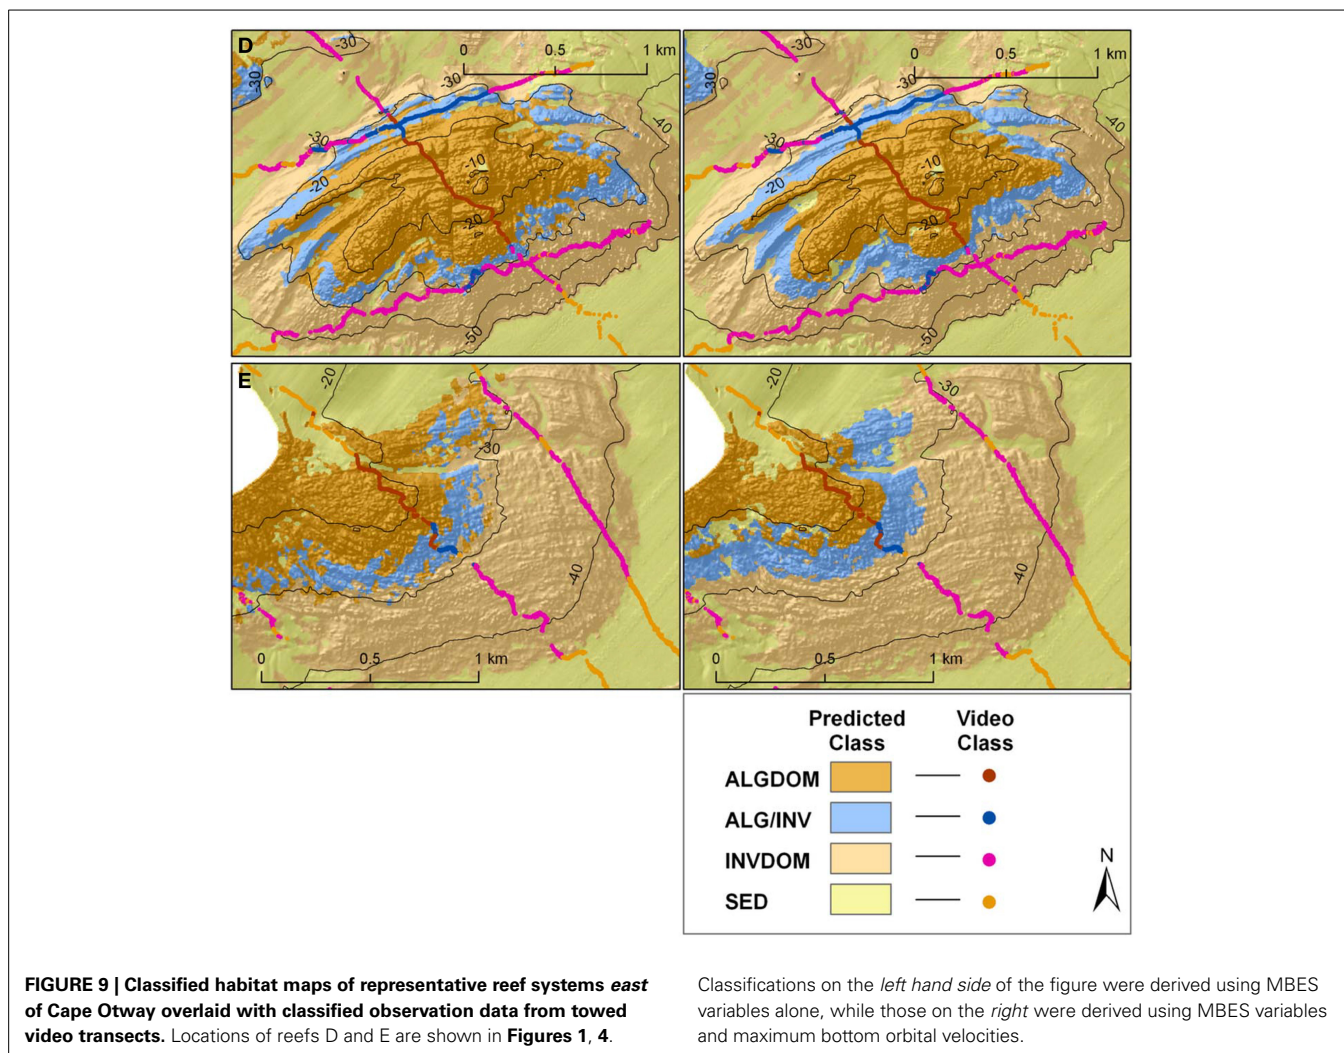 D
-30
0 0.5 1 km
-30
-30
-40
-30
-20
-10
-20
-50
0 0.5 1 km
-30
-30
-30
-40
-30
-20
-10
-20
-50
E
-20
-30
-40
0 0.5 1 km
-20
-30
-40
0 0.5 1 km
Predicted Video
Class Class
ALGDOM
ALG/INV
INVDOM
SED
N
FIGURE 9 | Classified habitat maps of representative reef systems east
of Cape Otway overlaid with classified observation data from towed
video transects. Locations of reefs D and E are shown in Figures 1, 4.
Classifications on the left hand side of the figure were derived using MBES
variables alone, while those on the right were derived using MBES variables
and maximum bottom orbital velocities.